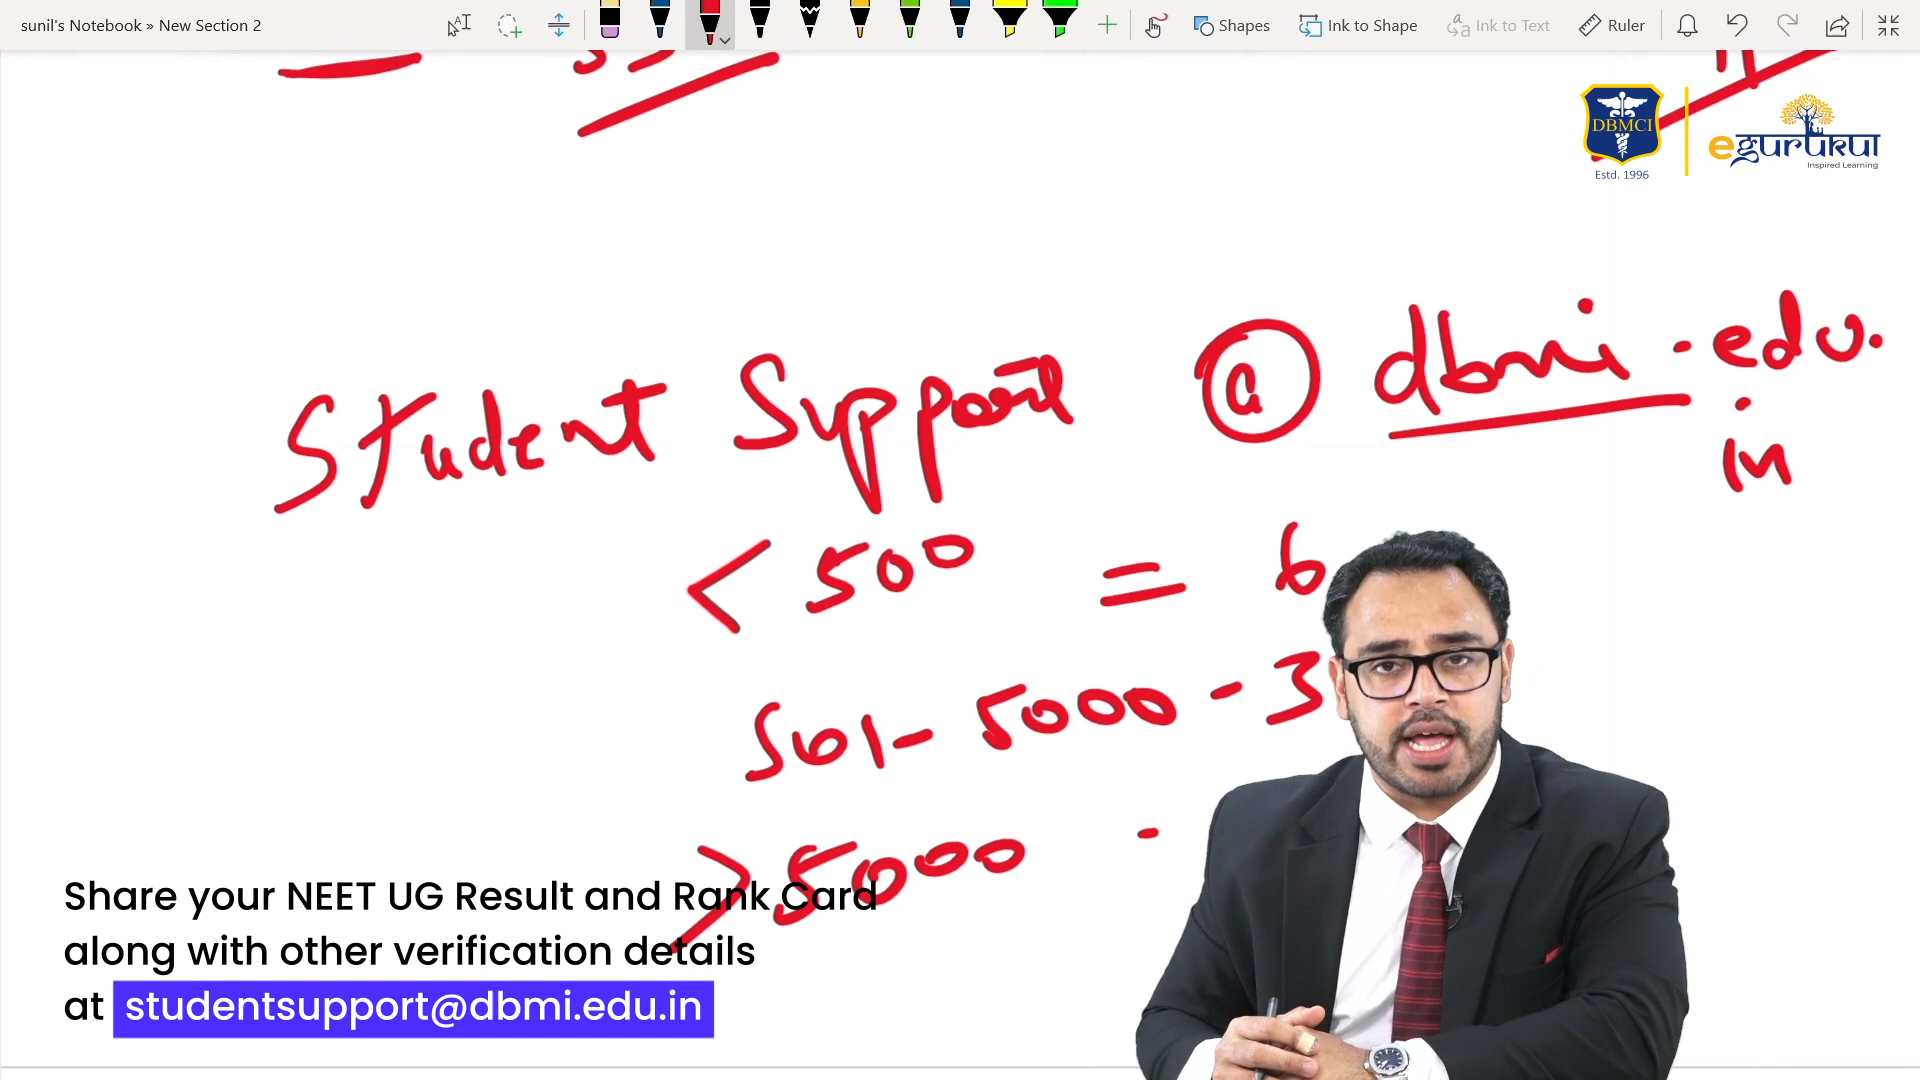 sunil's Notebook » New Section 2
Shapes
Ink to Shape
Ink to Text
Ruler
DBMCI
Estd. 1996
egurukul
Inspired Learning
Student Support @ dbmi.edu.
in
< 500 = 6
501 - 5000 - 3
> 5000 -
Share your NEET UG Result and Rank Card
along with other verification details
at studentsupport@dbmi.edu.in